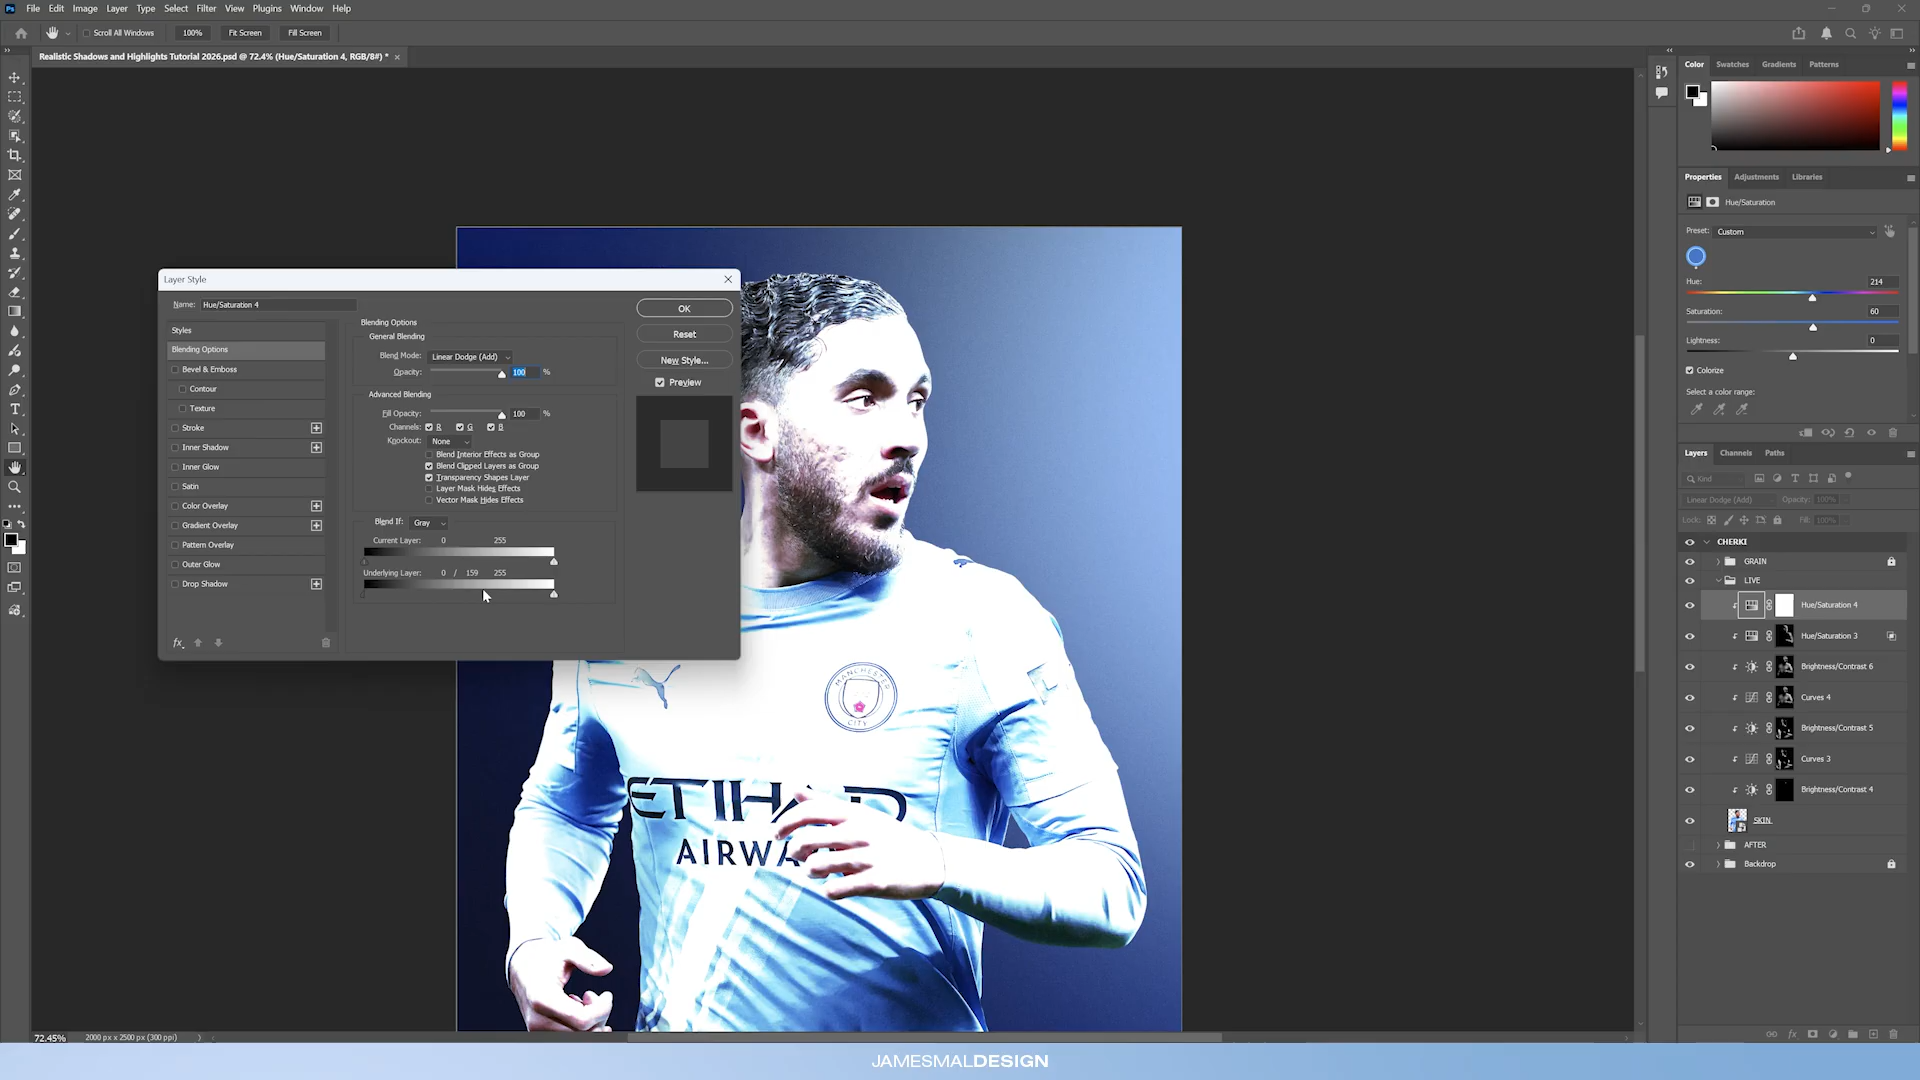 File Edit Image Layer Type Select Filter View Plugins Window Help
Scroll All Windows 100% Fit Screen Fill Screen
Realistic Shadows and Highlights Tutorial 2026.psd @ 72.4% (Hue/Saturation 4, RGB/8#) *
Color Swatches Gradients Patterns
Properties Adjustments Libraries
Hue/Saturation
Preset: Custom
Hue: 214
Saturation: 60
Lightness: 0
Colorize
Select a color range:
Layers Channels Paths
Kind
Linear Dodge (Add) Opacity: 100%
Lock: Fill: 100%
CHERKI
GRAIN
LIVE
Hue/Saturation 4
Hue/Saturation 3
Brightness/Contrast 6
Curves 4
Brightness/Contrast 5
Curves 3
Brightness/Contrast 4
SKIN
AFTER
Backdrop
Layer Style
Name: Hue/Saturation 4
Styles
Blending Options
Bevel & Emboss
Contour
Texture
Stroke
Inner Shadow
Inner Glow
Satin
Color Overlay
Gradient Overlay
Pattern Overlay
Outer Glow
Drop Shadow
fx
Blending Options
General Blending
Blend Mode: Linear Dodge (Add)
Opacity: 100 %
Advanced Blending
Fill Opacity: 100 %
Channels: R G B
Knockout: None
Blend Interior Effects as Group
Blend Clipped Layers as Group
Transparency Shapes Layer
Layer Mask Hides Effects
Vector Mask Hides Effects
Blend If: Gray
Current Layer: 0 255
Underlying Layer: 0 / 159 255
OK
Reset
New Style...
Preview
MANCHESTER
CITY
ETIHAD
AIRWA
72.45% 2000 px x 2500 px (300 ppi)
JAMESMALDESIGN